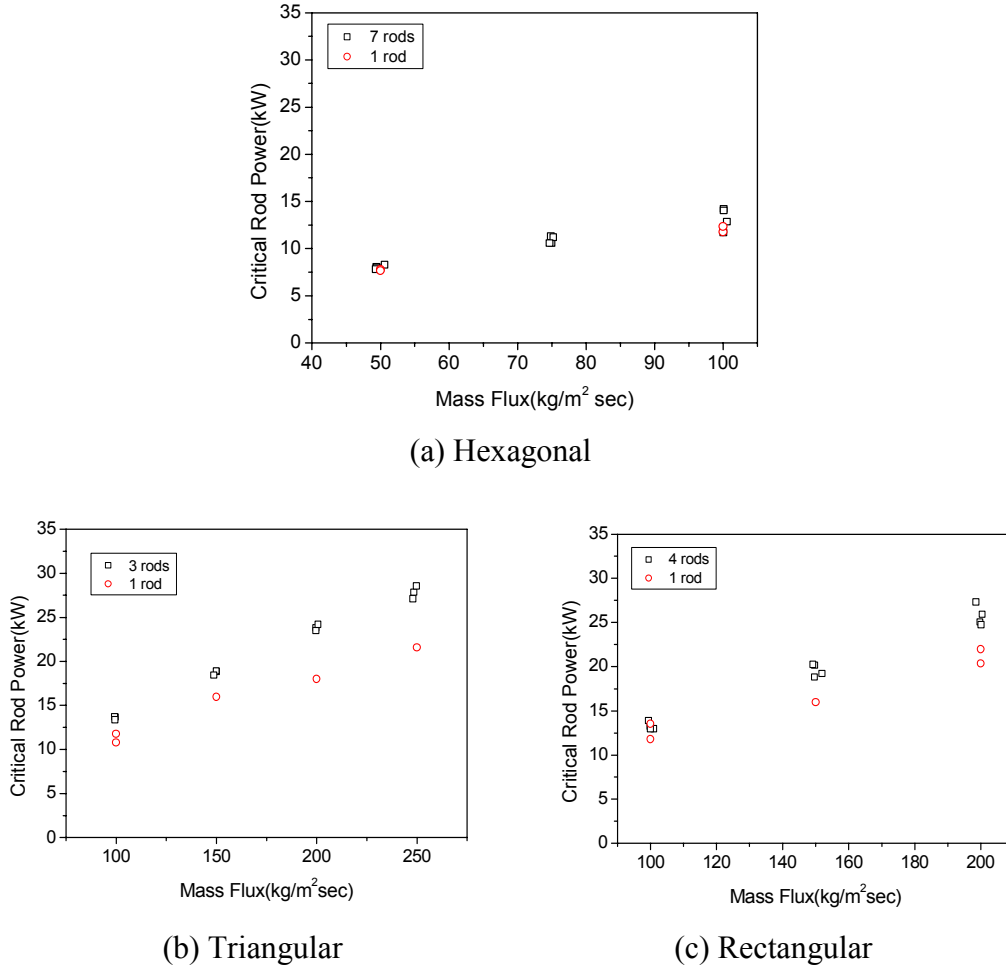 35
30
25
20
15
10
5
0
Critical Rod Power(kW)
7 rods
1 rod
40 50 60 70 80 90 100
Mass Flux(kg/m² sec)
(a) Hexagonal
35
30
25
20
15
10
5
0
Critical Rod Power(kW)
3 rods
1 rod
100 150 200 250
Mass Flux(kg/m²sec)
(b) Triangular
35
30
25
20
15
10
5
0
Critical Rod Power(kW)
4 rods
1 rod
100 120 140 160 180 200
Mass Flux(kg/m²sec)
(c) Rectangular